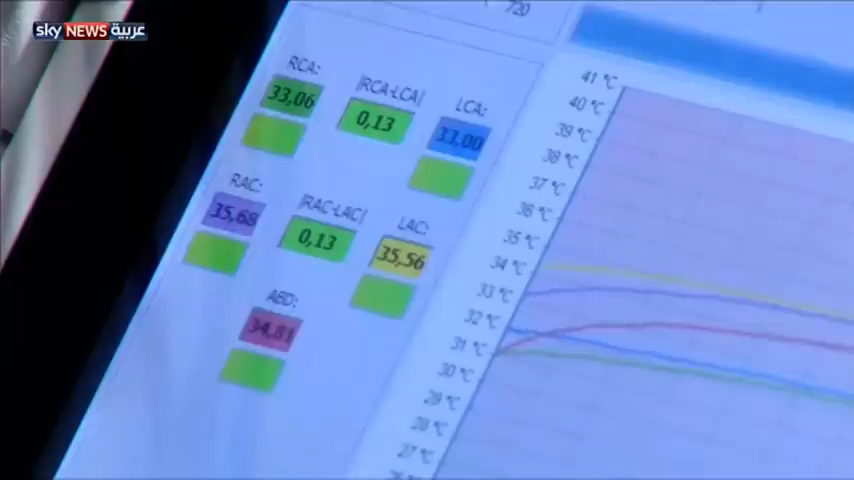 sky NEWS عربية
720
RCA:
33,06
|RCA-LCA|
0,13
LCA:
33,00
RAC:
35,68
|RAC-LAC|
0,13
LAC:
35,56
ABD:
34,81
41 °C
40 °C
39 °C
38 °C
37 °C
36 °C
35 °C
34 °C
33 °C
32 °C
31 °C
30 °C
29 °C
28 °C
27 °C